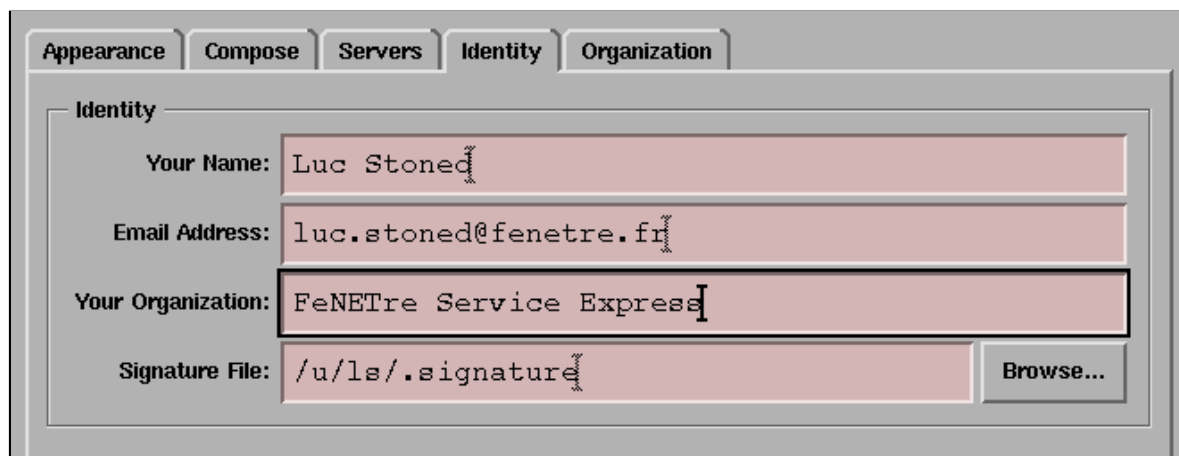 Appearance Compose Servers Identity Organization
Identity
Your Name: Luc Stoned
Email Address: luc.stoned@fenetre.fr
Your Organization: FeNETre Service Express
Signature File: /u/ls/.signature Browse...